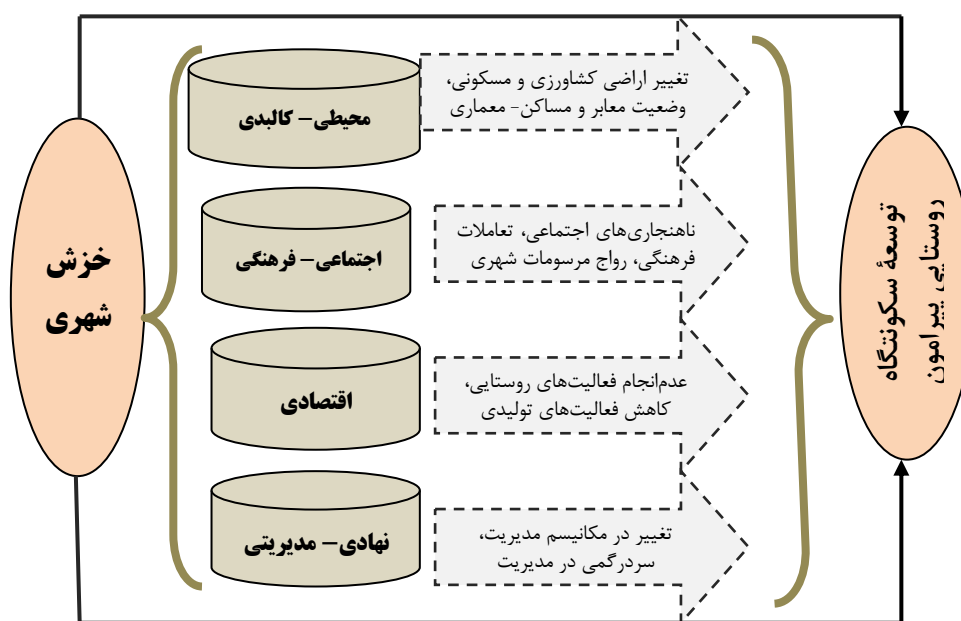 خزش
شهری
محیطی- کالبدی
تغییر اراضی کشاورزی و مسکونی،
وضعیت معابر و مساکن- معماری
اجتماعی- فرهنگی
ناهنجاری‌های اجتماعی، تعاملات
فرهنگی، رواج مرسومات شهری
اقتصادی
عدم‌انجام فعالیت‌های روستایی،
کاهش فعالیت‌های تولیدی
نهادی- مدیریتی
تغییر در مکانیسم مدیریت،
سردرگمی در مدیریت
توسعۀ سکونتگاه
روستایی پیرامون